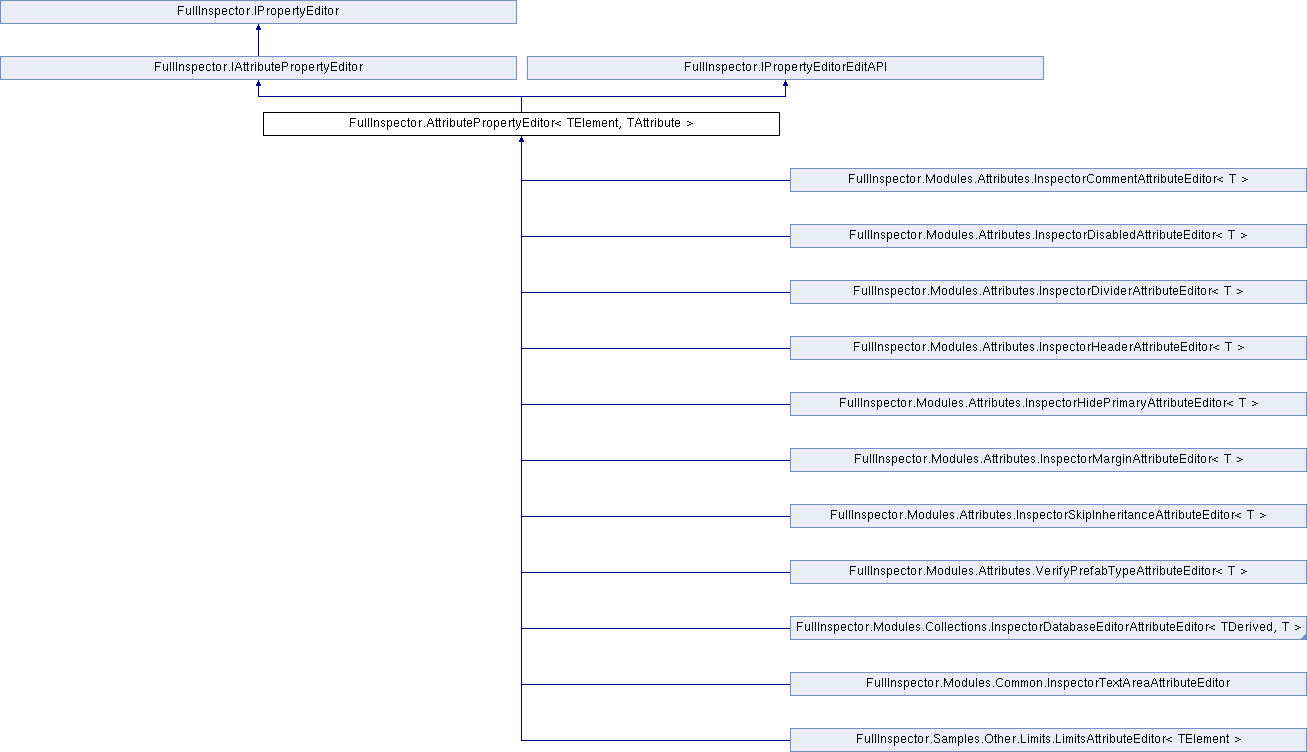 FullInspector.IPropertyEditor
FullInspector.IAttributePropertyEditor
FullInspector.IPropertyEditorEditAPI
FullInspector.AttributePropertyEditor< TElement, TAttribute >
FullInspector.Modules.Attributes.InspectorCommentAttributeEditor< T >
FullInspector.Modules.Attributes.InspectorDisabledAttributeEditor< T >
FullInspector.Modules.Attributes.InspectorDividerAttributeEditor< T >
FullInspector.Modules.Attributes.InspectorHeaderAttributeEditor< T >
FullInspector.Modules.Attributes.InspectorHidePrimaryAttributeEditor< T >
FullInspector.Modules.Attributes.InspectorMarginAttributeEditor< T >
FullInspector.Modules.Attributes.InspectorSkipInheritanceAttributeEditor< T >
FullInspector.Modules.Attributes.VerifyPrefabTypeAttributeEditor< T >
FullInspector.Modules.Collections.InspectorDatabaseEditorAttributeEditor< TDerived, T >
FullInspector.Modules.Common.InspectorTextAreaAttributeEditor
FullInspector.Samples.Other.Limits.LimitsAttributeEditor< TElement >